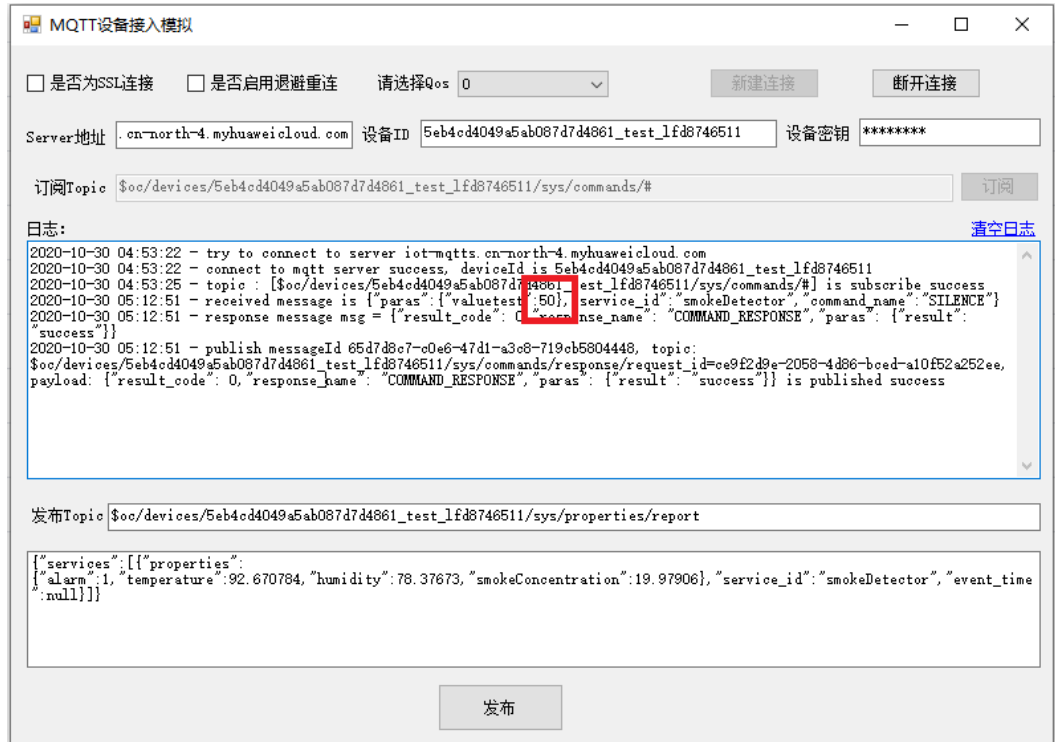 MQTT设备接入模拟
是否为SSL连接 是否启用退避重连 请选择Qos 0 新建连接 断开连接
Server地址 .cn-north-4.myhuaweicloud.com 设备ID 5eb4cd4049a5ab087d7d4861_test_lfd8746511 设备密钥 ********
订阅Topic $oc/devices/5eb4cd4049a5ab087d7d4861_test_lfd8746511/sys/commands/# 订阅
日志: 清空日志
2020-10-30 04:53:22 - try to connect to server iot-mqtts.cn-north-4.myhuaweicloud.com
2020-10-30 04:53:22 - connect to mqtt server success, deviceId is 5eb4cd4049a5ab087d7d4861_test_lfd8746511
2020-10-30 04:53:25 - topic : [$oc/devices/5eb4cd4049a5ab087d7d4861_test_lfd8746511/sys/commands/#] is subscribe success
2020-10-30 05:12:51 - received message is {"paras":{"valuetest":50},"service_id":"smokeDetector","command_name":"SILENCE"}
2020-10-30 05:12:51 - response message msg = {"result_code": 0,"response_name": "COMMAND_RESPONSE","paras": {"result":
"success"}}
2020-10-30 05:12:51 - publish messageId 65d7d8c7-c0e6-47d1-a3c8-719cb5804448, topic:
$oc/devices/5eb4cd4049a5ab087d7d4861_test_lfd8746511/sys/commands/response/request_id=ce9f2d9e-2058-4d86-bced-a10f52a252ee,
payload: {"result_code": 0,"response_name": "COMMAND_RESPONSE","paras": {"result": "success"}} is published success
发布Topic $oc/devices/5eb4cd4049a5ab087d7d4861_test_lfd8746511/sys/properties/report
{"services":[{"properties":
{"alarm":1,"temperature":92.670784,"humidity":78.37673,"smokeConcentration":19.97906},"service_id":"smokeDetector","event_time
":null}]}
发布